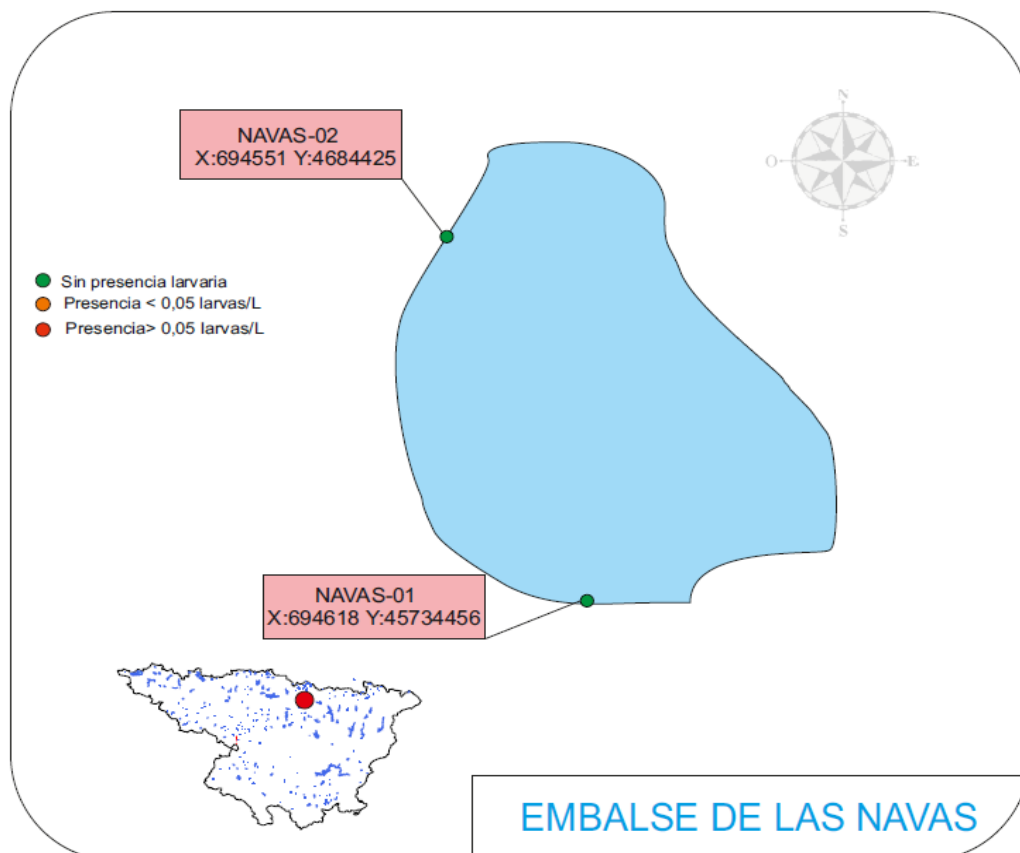 NAVAS-02
X:694551 Y:4684425
N
O
E
S
Sin presencia larvaria
Presencia < 0,05 larvas/L
Presencia> 0,05 larvas/L
NAVAS-01
X:694618 Y:45734456
EMBALSE DE LAS NAVAS